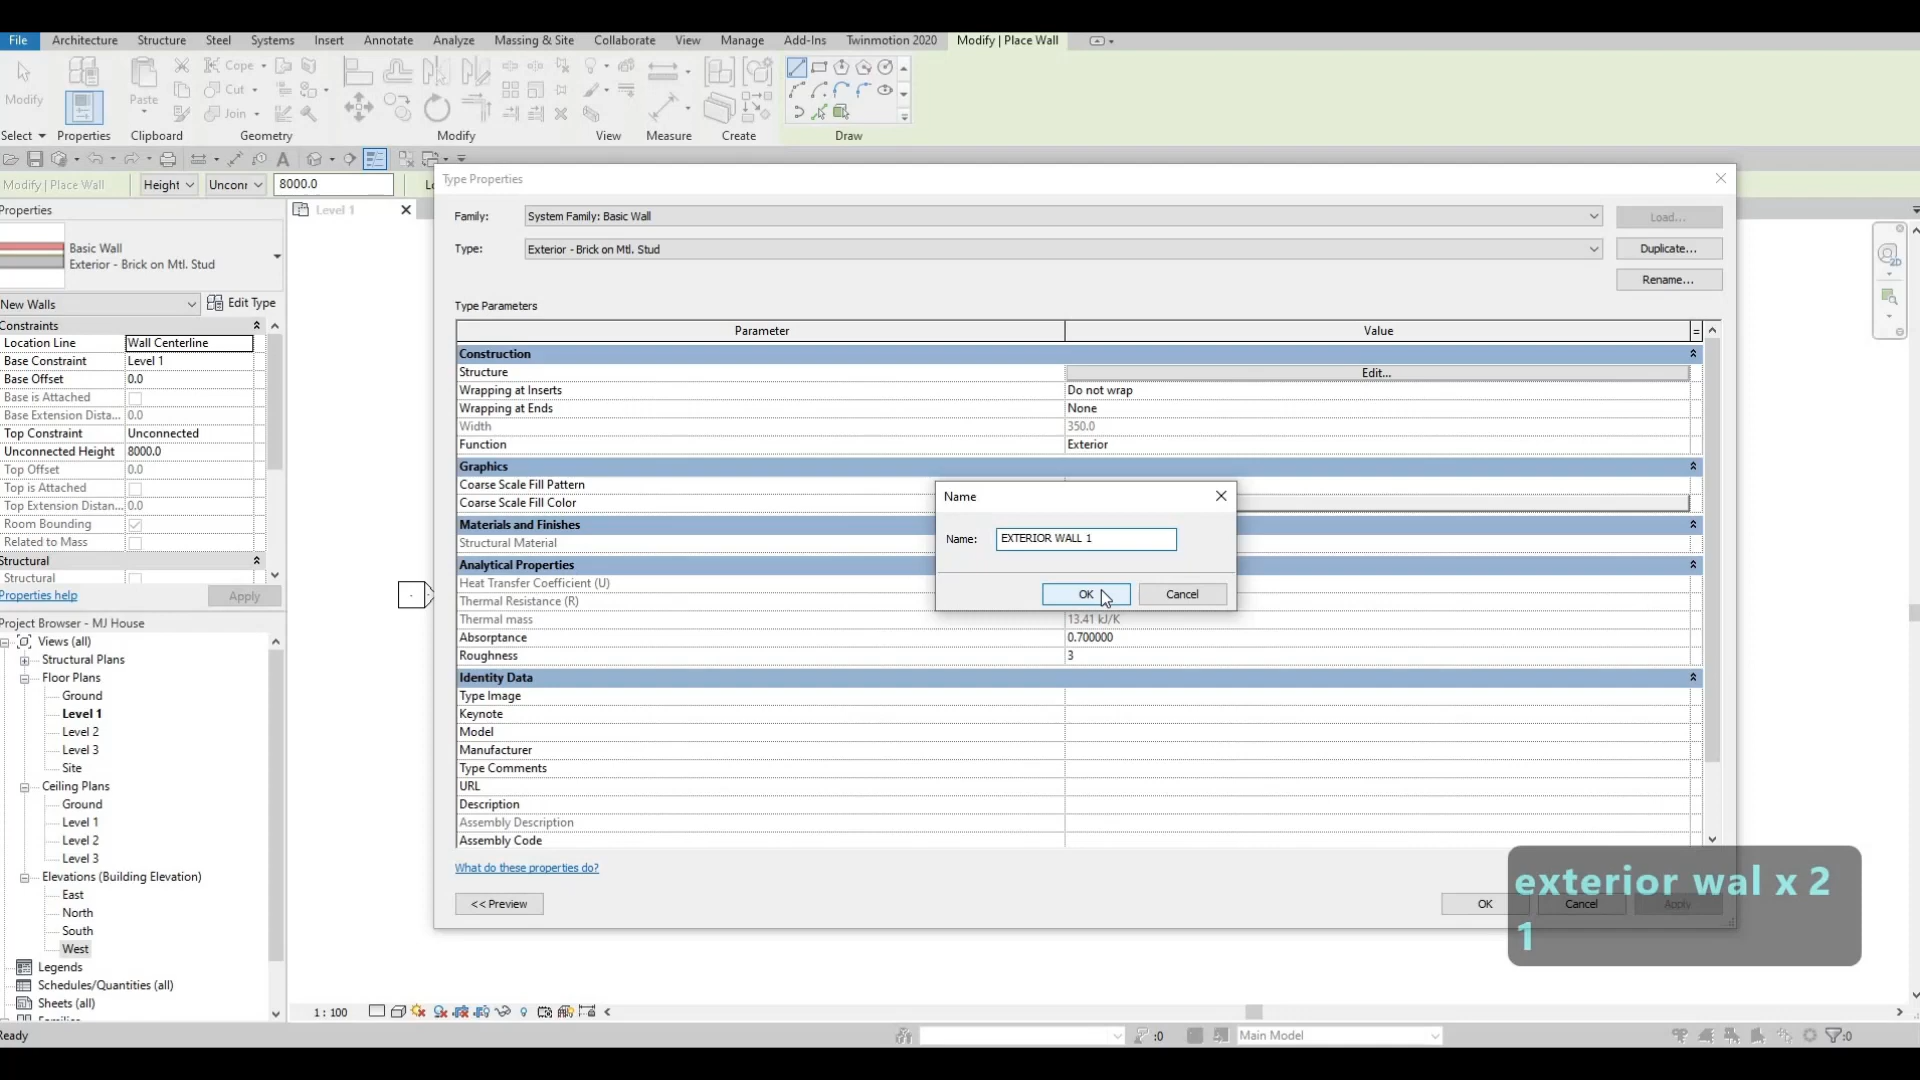 File Architecture Structure Steel Systems Insert Annotate Analyze Massing & Site Collaborate View Manage Add-Ins Twinmotion 2020 Modify | Place Wall
Cope
Cut
Modify Paste
Join
Select Properties Clipboard Geometry Modify View Measure Create Draw
Modify | Place Wall Height Unconr 8000.0
Level 1
Properties
Basic Wall
Exterior - Brick on Mtl. Stud
New Walls Edit Type
Constraints
Location Line Wall Centerline
Base Constraint Level 1
Base Offset 0.0
Base is Attached
Base Extension Dista... 0.0
Top Constraint Unconnected
Unconnected Height 8000.0
Top Offset 0.0
Top is Attached
Top Extension Distan... 0.0
Room Bounding
Related to Mass
Structural
Structural
Properties help Apply
Project Browser - MJ House
Views (all)
Structural Plans
Floor Plans
Ground
Level 1
Level 2
Level 3
Site
Ceiling Plans
Ground
Level 1
Level 2
Level 3
Elevations (Building Elevation)
East
North
South
West
Legends
Schedules/Quantities (all)
Sheets (all)
Type Properties
Family: System Family: Basic Wall Load...
Type: Exterior - Brick on Mtl. Stud Duplicate...
Rename...
Type Parameters
Parameter Value =
Construction
Structure Edit...
Wrapping at Inserts Do not wrap
Wrapping at Ends None
Width 350.0
Function Exterior
Graphics
Coarse Scale Fill Pattern
Coarse Scale Fill Color
Materials and Finishes
Structural Material
Analytical Properties
Heat Transfer Coefficient (U)
Thermal Resistance (R)
Thermal mass 13.41 kJ/K
Absorptance 0.700000
Roughness 3
Identity Data
Type Image
Keynote
Model
Manufacturer
Type Comments
URL
Description
Assembly Description
Assembly Code
What do these properties do?
<< Preview OK Cancel Apply
Name
Name: EXTERIOR WALL 1
OK Cancel
exterior wal x 2
1
1 : 100
Ready :0 Main Model :0
2D